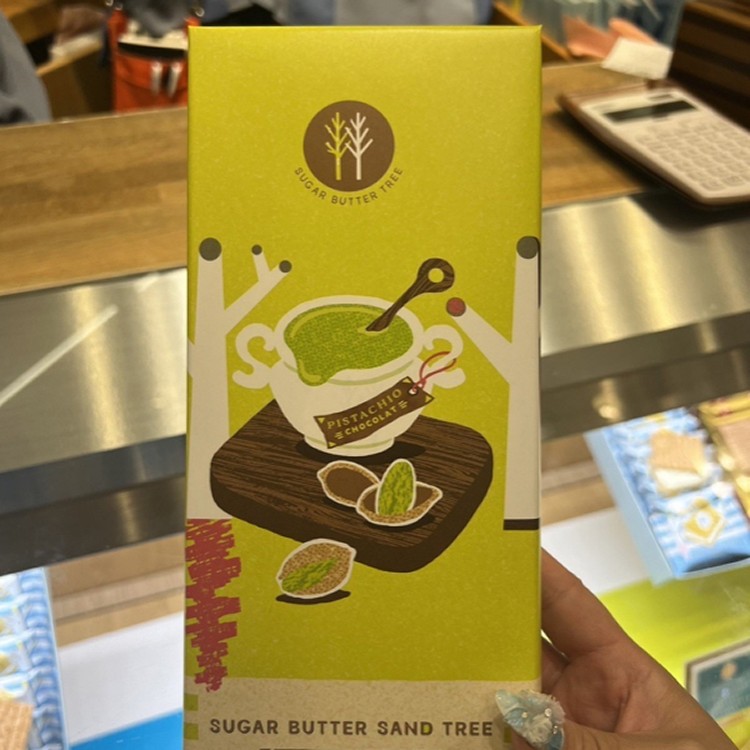 SUGAR BUTTER TREE
PISTACHIO
CHOCOLAT
SUGAR BUTTER SAND TREE